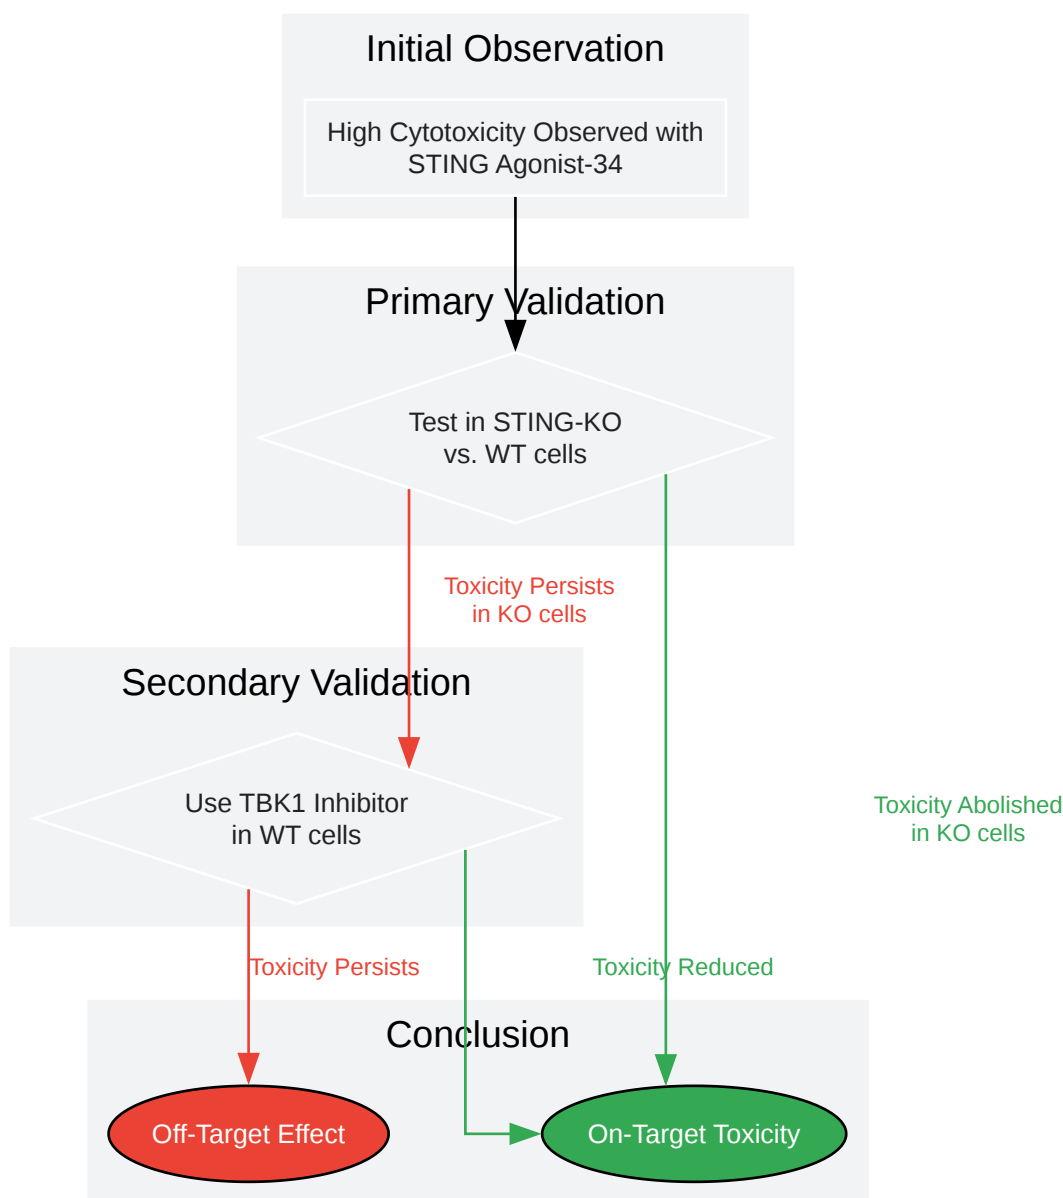 Initial Observation
High Cytotoxicity Observed with
STING Agonist-34
Primary Validation
Test in STING-KO
vs. WT cells
Toxicity Persists
in KO cells
Secondary Validation
Use TBK1 Inhibitor
in WT cells
Toxicity Abolished
in KO cells
Toxicity Persists
Toxicity Reduced
Conclusion
Off-Target Effect
On-Target Toxicity